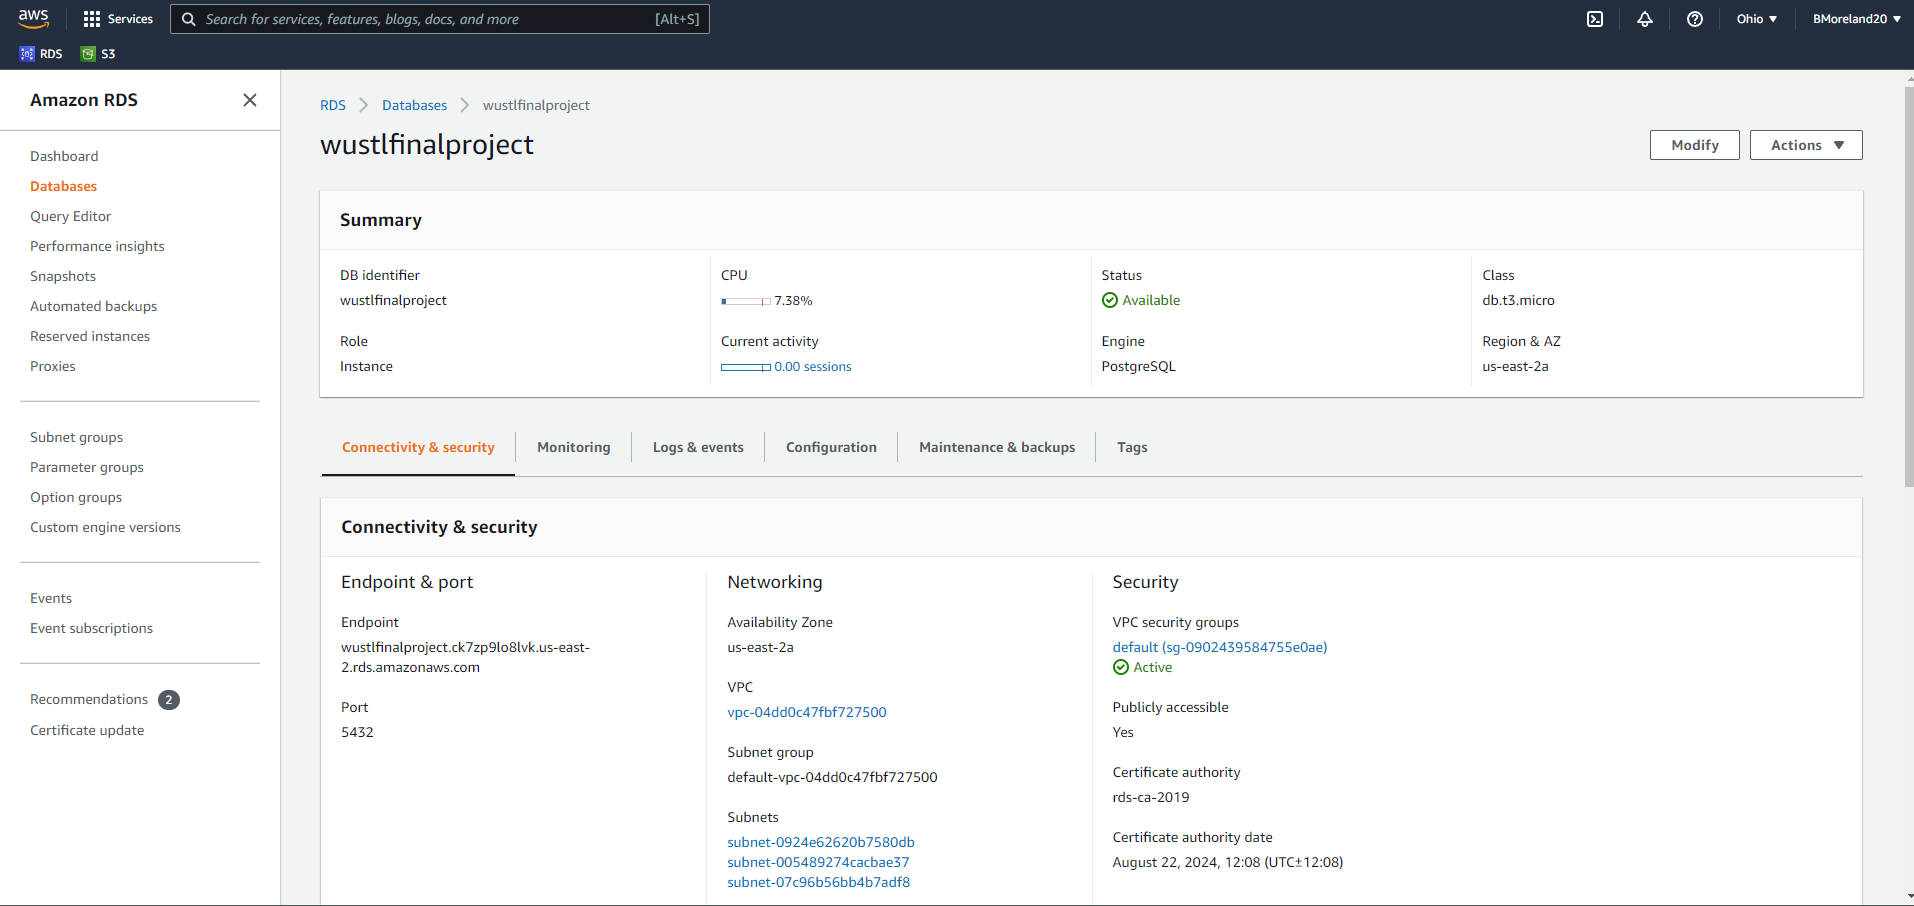 aws
Services
Search for services, features, blogs, docs, and more
[Alt+S]
Ohio ▼
BMoreland20 ▼
RDS
S3
Amazon RDS
Dashboard
Databases
Query Editor
Performance insights
Snapshots
Automated backups
Reserved instances
Proxies
Subnet groups
Parameter groups
Option groups
Custom engine versions
Events
Event subscriptions
Recommendations 2
Certificate update
RDS > Databases > wustlfinalproject
wustlfinalproject
Modify
Actions ▼
Summary
DB identifier
wustlfinalproject
CPU
7.38%
Status
Available
Class
db.t3.micro
Role
Instance
Current activity
0.00 sessions
Engine
PostgreSQL
Region & AZ
us-east-2a
Connectivity & security
Monitoring
Logs & events
Configuration
Maintenance & backups
Tags
Connectivity & security
Endpoint & port
Endpoint
wustlfinalproject.ck7zp9lo8lvk.us-east-
2.rds.amazonaws.com
Port
5432
Networking
Availability Zone
us-east-2a
VPC
vpc-04dd0c47fbf727500
Subnet group
default-vpc-04dd0c47fbf727500
Subnets
subnet-0924e62620b7580db
subnet-005489274cacbae37
subnet-07c96b56bb4b7adf8
Security
VPC security groups
default (sg-0902439584755e0ae)
Active
Publicly accessible
Yes
Certificate authority
rds-ca-2019
Certificate authority date
August 22, 2024, 12:08 (UTC±12:08)